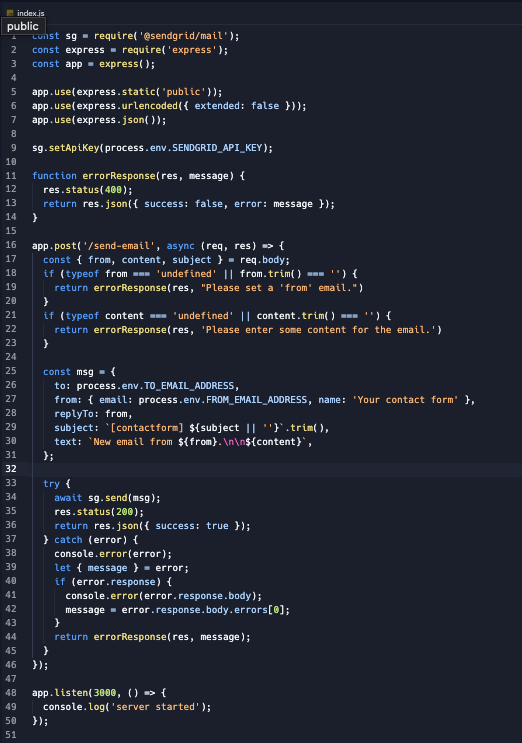 index.js
public
1 const sg = require('@sendgrid/mail');
2 const express = require('express');
3 const app = express();
4
5 app.use(express.static('public'));
6 app.use(express.urlencoded({ extended: false }));
7 app.use(express.json());
8
9 sg.setApiKey(process.env.SENDGRID_API_KEY);
10
11 function errorResponse(res, message) {
12   res.status(400);
13   return res.json({ success: false, error: message });
14 }
15
16 app.post('/send-email', async (req, res) => {
17   const { from, content, subject } = req.body;
18   if (typeof from === 'undefined' || from.trim() === '') {
19     return errorResponse(res, "Please set a 'from' email.")
20   }
21   if (typeof content === 'undefined' || content.trim() === '') {
22     return errorResponse(res, 'Please enter some content for the email.')
23   }
24
25   const msg = {
26     to: process.env.TO_EMAIL_ADDRESS,
27     from: { email: process.env.FROM_EMAIL_ADDRESS, name: 'Your contact form' },
28     replyTo: from,
29     subject: `[contactform] ${subject || ''}`.trim(),
30     text: `New email from ${from}.\n\n${content}`,
31   };
32
33   try {
34     await sg.send(msg);
35     res.status(200);
36     return res.json({ success: true });
37   } catch (error) {
38     console.error(error);
39     let { message } = error;
40     if (error.response) {
41       console.error(error.response.body);
42       message = error.response.body.errors[0];
43     }
44     return errorResponse(res, message);
45   }
46 });
47
48 app.listen(3000, () => {
49   console.log('server started');
50 });
51